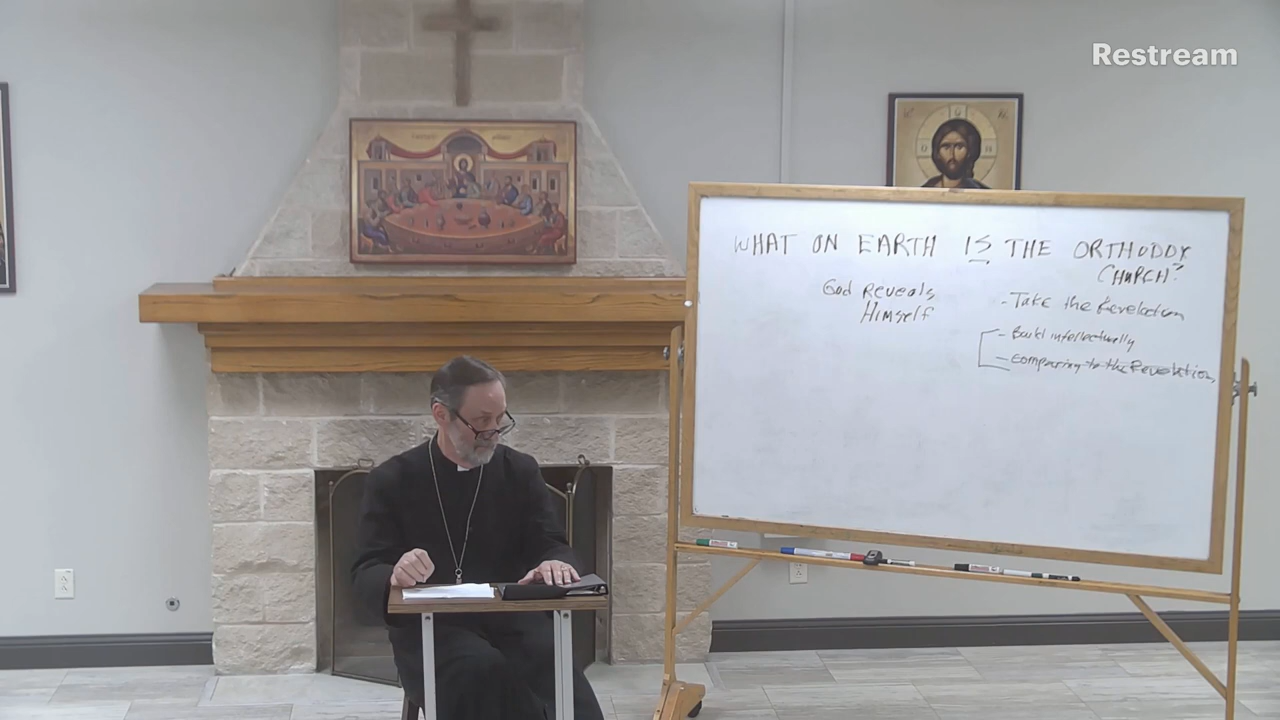 Restream
WHAT ON EARTH IS THE ORTHODOX
CHURCH?
God Reveals
Himself
- Take the Revelation
- Build intellectually
- comparing to the Revelation